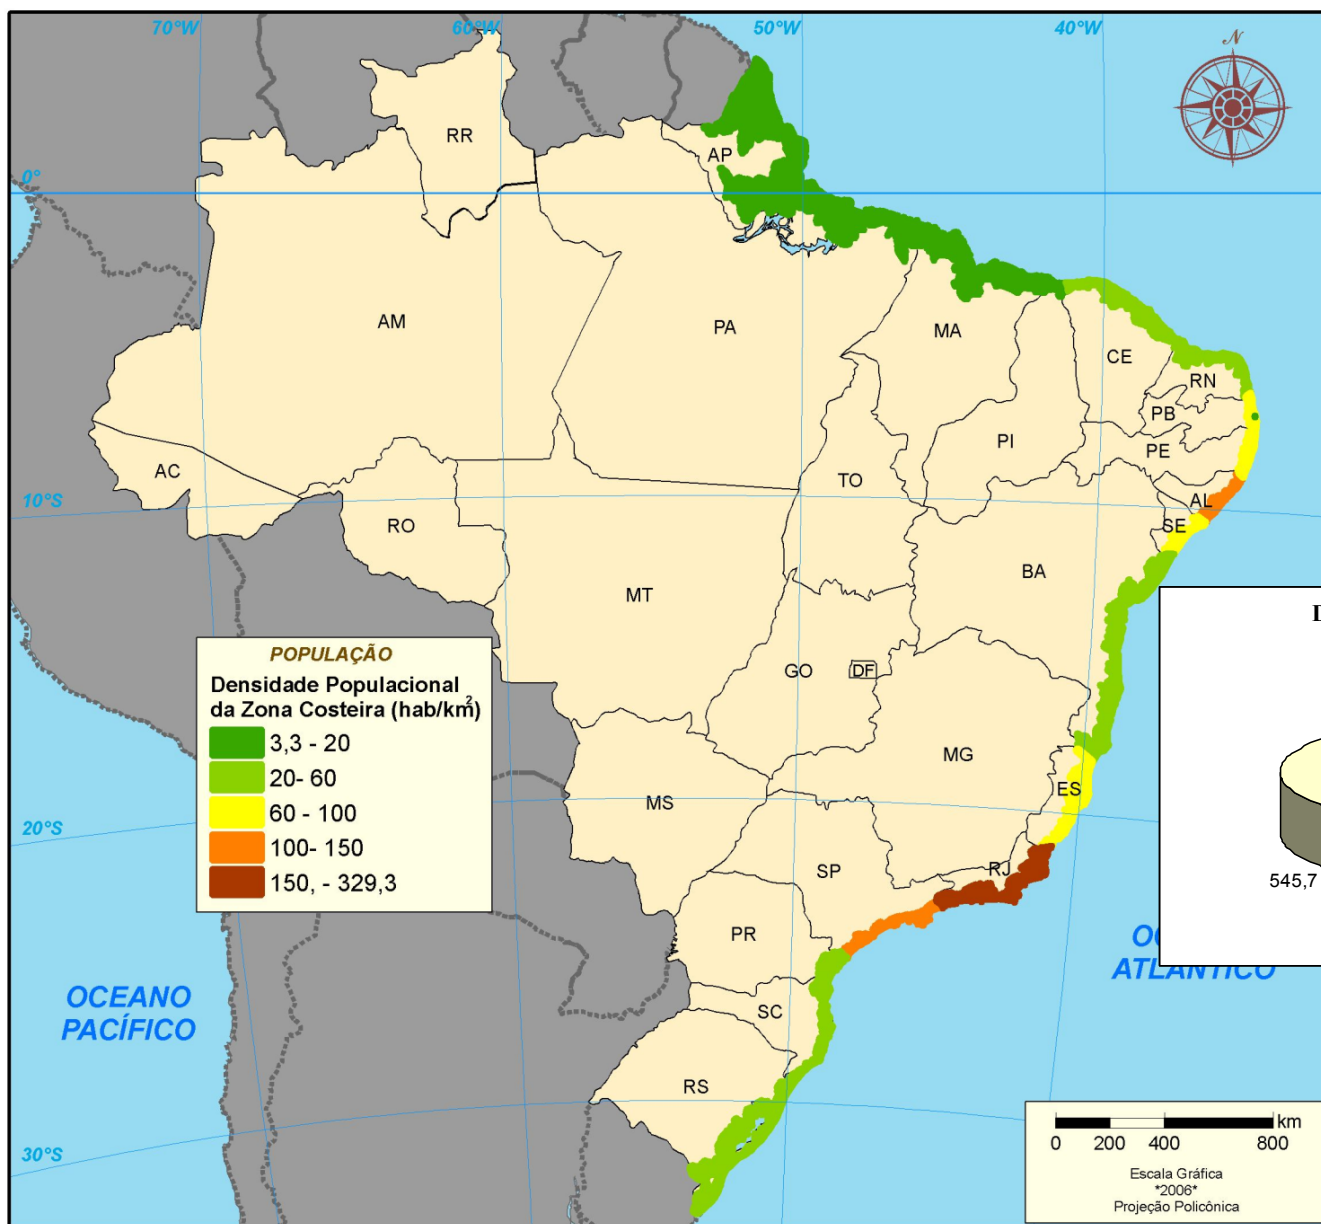 70°W
60°W
50°W
40°W
N
RR
AP
0°
AM
PA
MA
CE
RN
PB
PE
PI
AC
TO
AL
SE
10°S
RO
BA
MT
D
POPULAÇÃO
Densidade Populacional
da Zona Costeira (hab/km²)
3,3 - 20
20- 60
60 - 100
100- 150
150, - 329,3
GO
DF
MG
ES
MS
20°S
SP
RJ
545,7
PR
ATLÂNTICO
OCEANO
PACÍFICO
SC
RS
km
0 200 400 800
30°S
Escala Gráfica
*2006*
Projeção Policônica